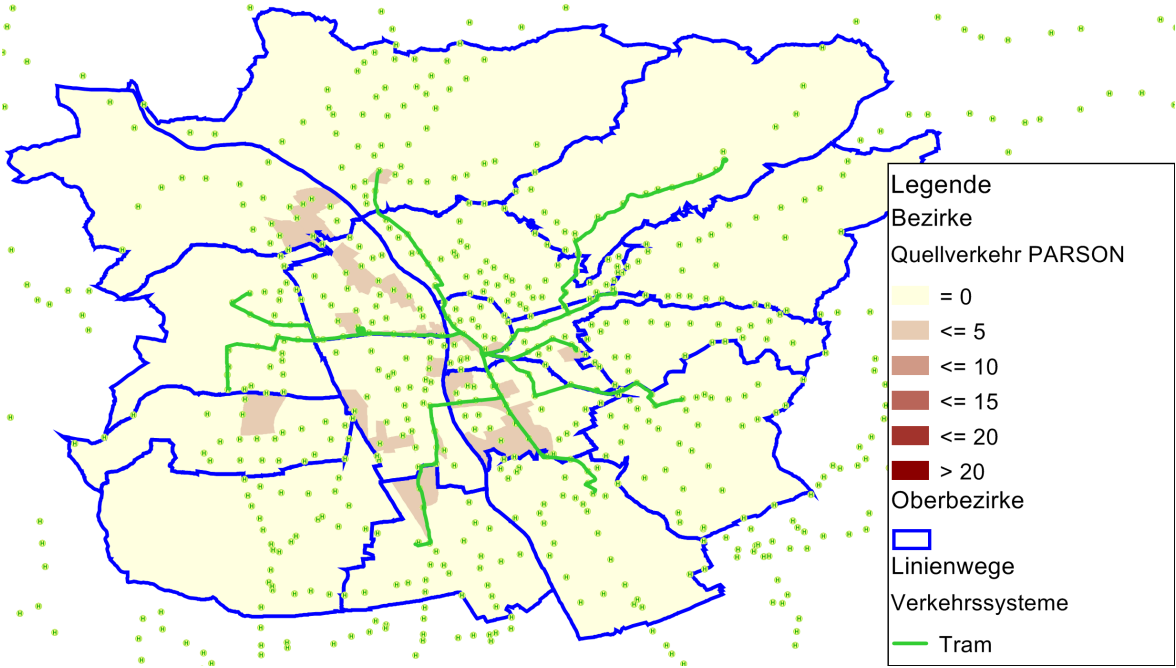 Legende
Bezirke
Quellverkehr PARSON
= 0
<= 5
<= 10
<= 15
<= 20
> 20
Oberbezirke
Linienwege
Verkehrssysteme
Tram